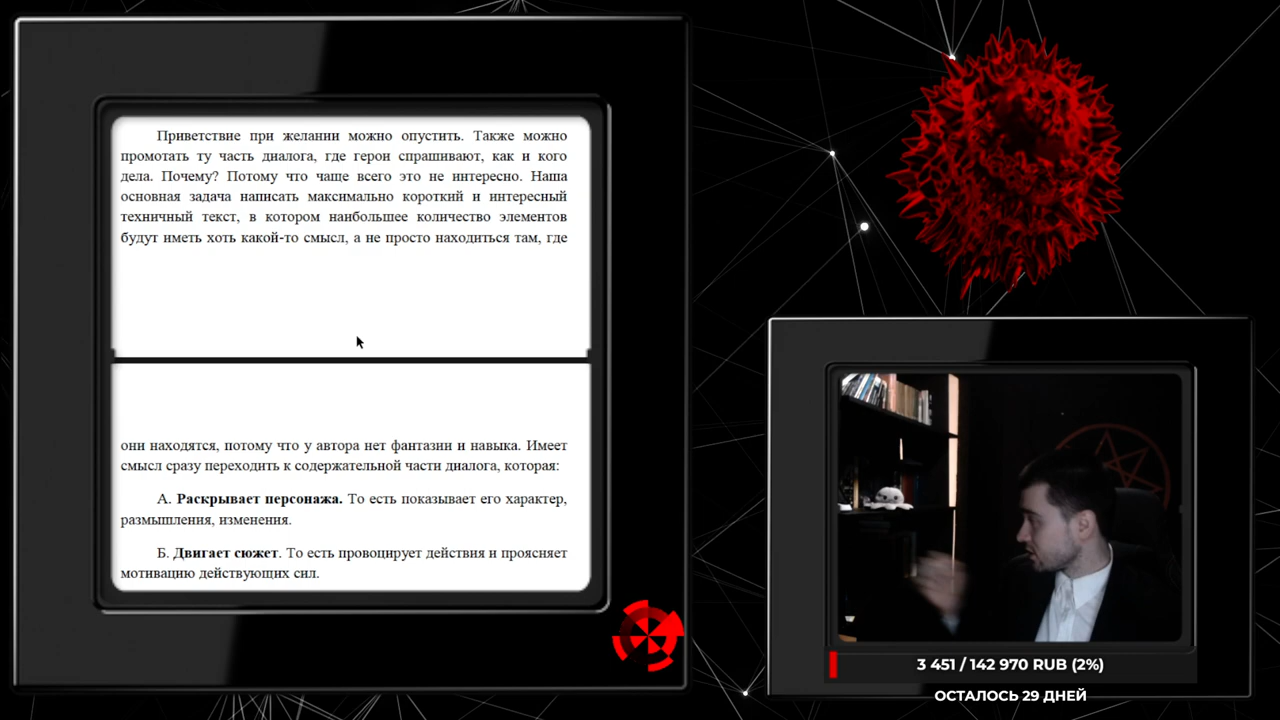 Приветствие при желании можно опустить. Также можно
промотать ту часть диалога, где герои спрашивают, как и кого
дела. Почему? Потому что чаще всего это не интересно. Наша
основная задача написать максимально короткий и интересный
техничный текст, в котором наибольшее количество элементов
будут иметь хоть какой-то смысл, а не просто находиться там, где
они находятся, потому что у автора нет фантазии и навыка. Имеет
смысл сразу переходить к содержательной части диалога, которая:
А. Раскрывает персонажа. То есть показывает его характер,
размышления, изменения.
Б. Двигает сюжет. То есть провоцирует действия и проясняет
мотивацию действующих сил.
3 451 / 142 970 RUB (2%)
ОСТАЛОСЬ 29 ДНЕЙ